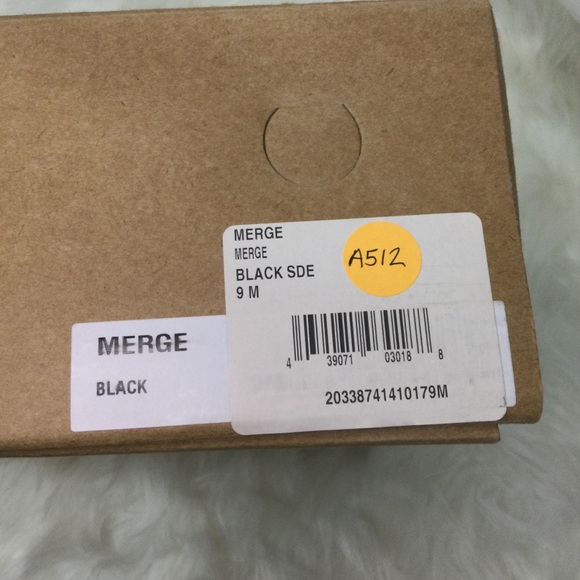 MERGE
MERGE
BLACK SDE
9 M
A512
4 39071 03018 8
20338741410179M
MERGE
BLACK